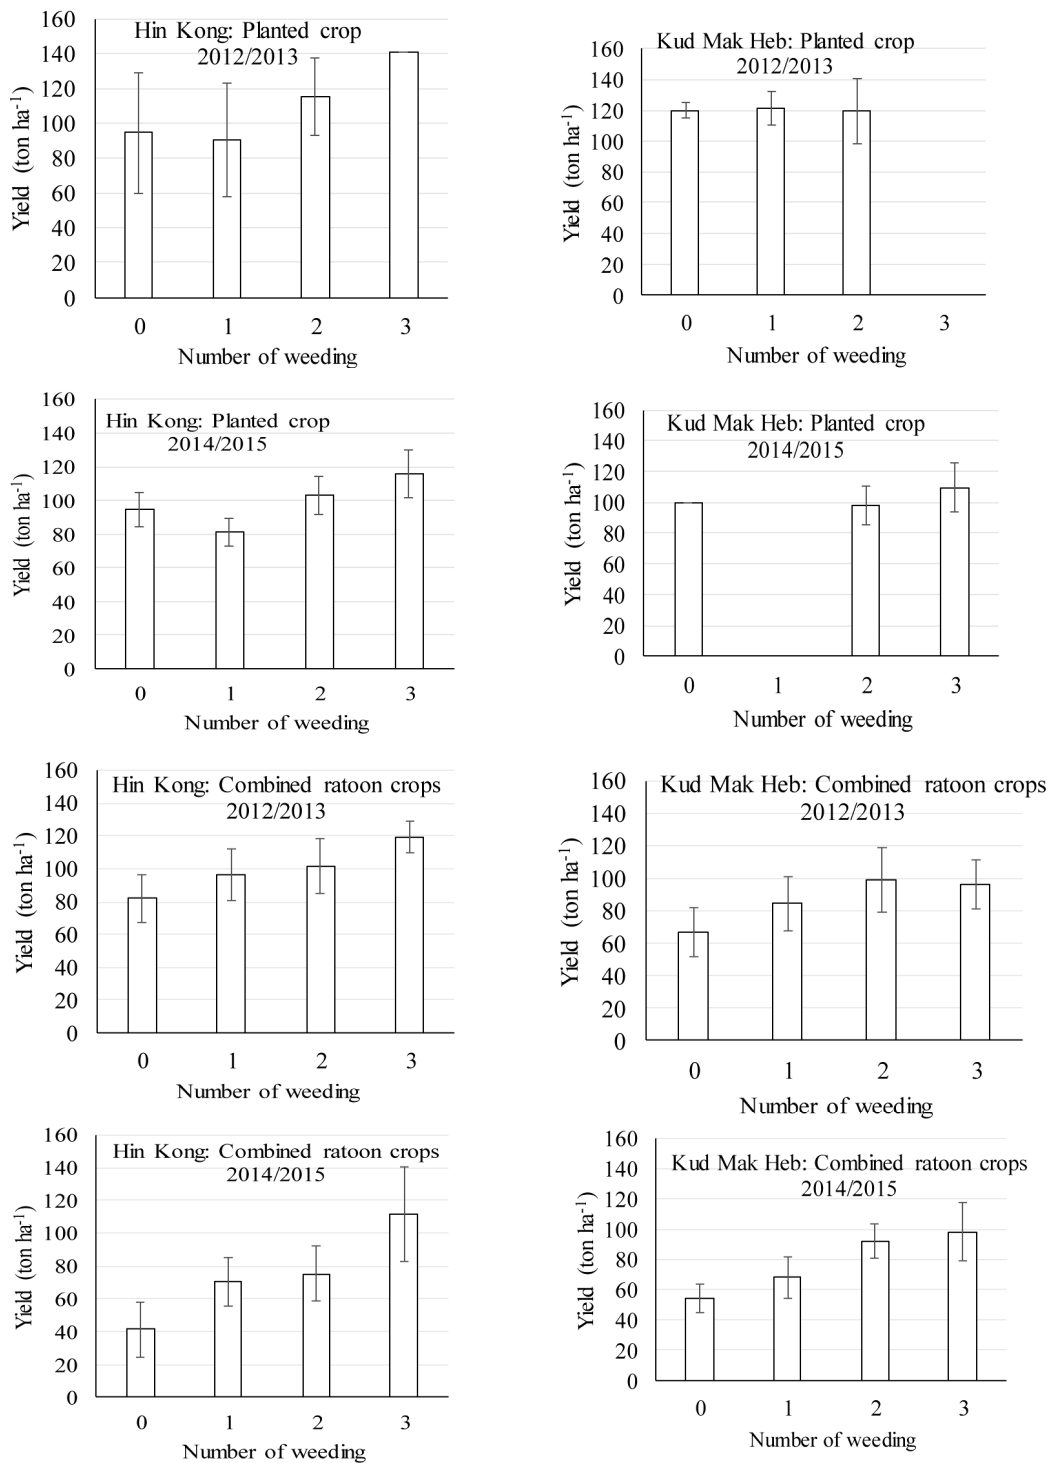 Hin Kong: Planted crop
2012/2013
Yield (ton ha-1)
160
140
120
100
80
60
40
20
0
0 1 2 3
Number of weeding
Kud Mak Heb: Planted crop
2012/2013
Yield (ton ha-1)
160
140
120
100
80
60
40
20
0
0 1 2 3
Number of weeding
Hin Kong: Planted crop
2014/2015
Yield (ton ha-1)
160
140
120
100
80
60
40
20
0
0 1 2 3
Number of weeding
Kud Mak Heb: Planted crop
2014/2015
Yield (ton ha-1)
160
140
120
100
80
60
40
20
0
0 1 2 3
Number of weeding
Hin Kong: Combined ratoon crops
2012/2013
Yield (ton ha-1)
160
140
120
100
80
60
40
20
0
0 1 2 3
Number of weeding
Kud Mak Heb: Combined ratoon crops
2012/2013
Yield (ton ha-1)
160
140
120
100
80
60
40
20
0
0 1 2 3
Number of weeding
Hin Kong: Combined ratoon crops
2014/2015
Yield (ton ha-1)
160
140
120
100
80
60
40
20
0
0 1 2 3
Number of weeding
Kud Mak Heb: Combined ratoon crops
2014/2015
Yield (ton ha-1)
160
140
120
100
80
60
40
20
0
0 1 2 3
Number of weeding